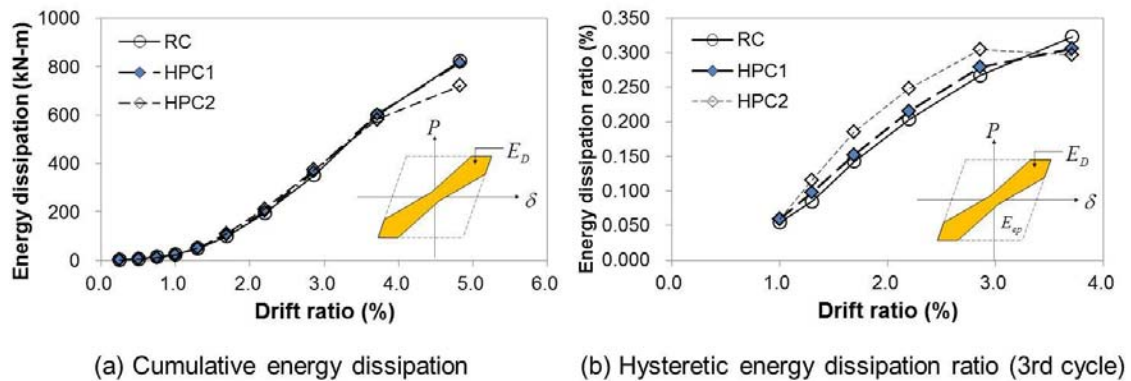 Energy dissipation (kN-m)
1000
800
600
400
200
0
0.0 1.0 2.0 3.0 4.0 5.0 6.0
Drift ratio (%)
RC
HPC1
HPC2
P
E_D
δ
(a) Cumulative energy dissipation
Energy dissipation ratio (%)
0.350
0.300
0.250
0.200
0.150
0.100
0.050
0.000
0.0 1.0 2.0 3.0 4.0
Drift ratio (%)
RC
HPC1
HPC2
P
E_D
δ
E_ep
(b) Hysteretic energy dissipation ratio (3rd cycle)